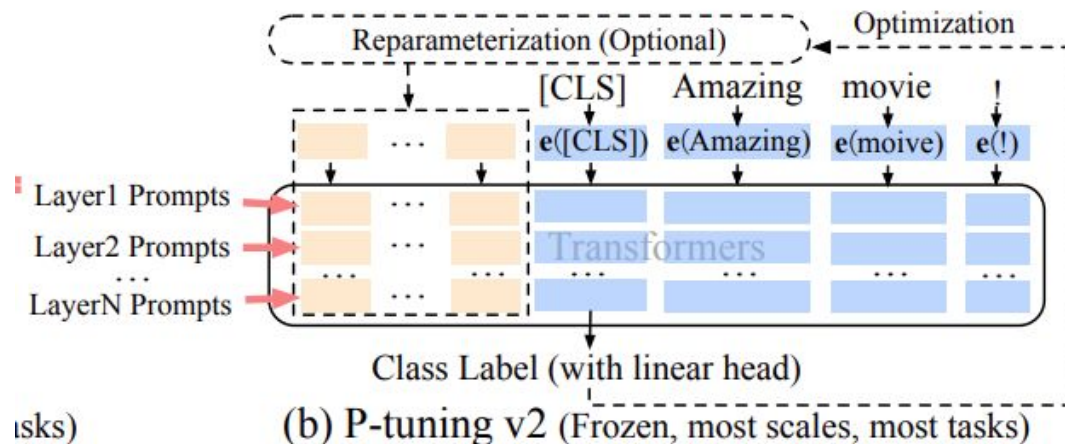 Reparameterization (Optional)
Optimization
[CLS] Amazing movie !
... e([CLS]) e(Amazing) e(moive) e(!)
Layer1 Prompts ...
Layer2 Prompts ... Transformers
... ... ... ... ... ... ...
LayerN Prompts ...
Class Label (with linear head)
asks) (b) P-tuning v2 (Frozen, most scales, most tasks)